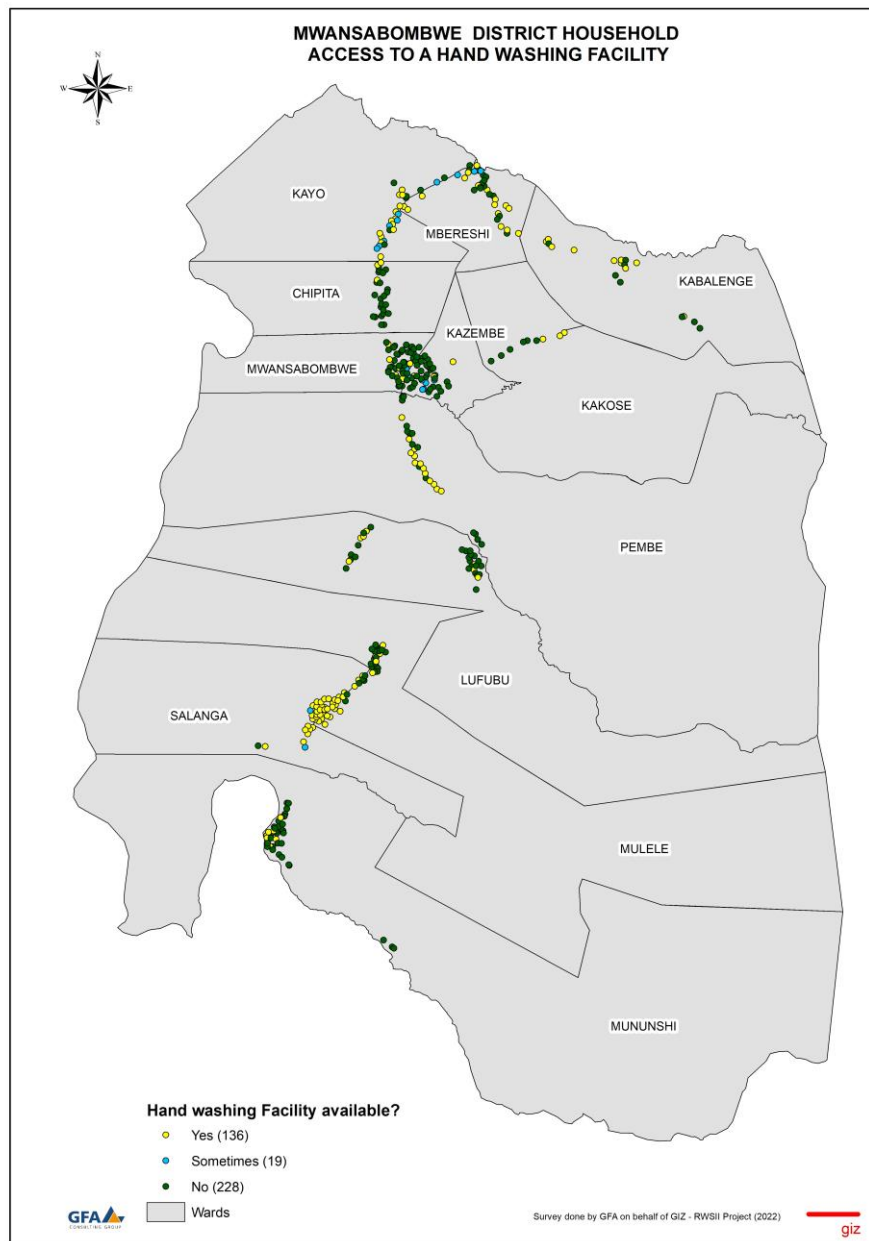 MWANSABOMBWE DISTRICT HOUSEHOLD
ACCESS TO A HAND WASHING FACILITY
N
W E
S
KAYO
MBERESHI
CHIPITA
KABALENGE
KAZEMBE
MWANSABOMBWE
KAKOSE
PEMBE
LUFUBU
SALANGA
MULELE
MUNUNSHI
Hand washing Facility available?
Yes (136)
Sometimes (19)
No (228)
Wards
GFA
CONSULTING GROUP
Survey done by GFA on behalf of GIZ - RWSII Project (2022)
giz